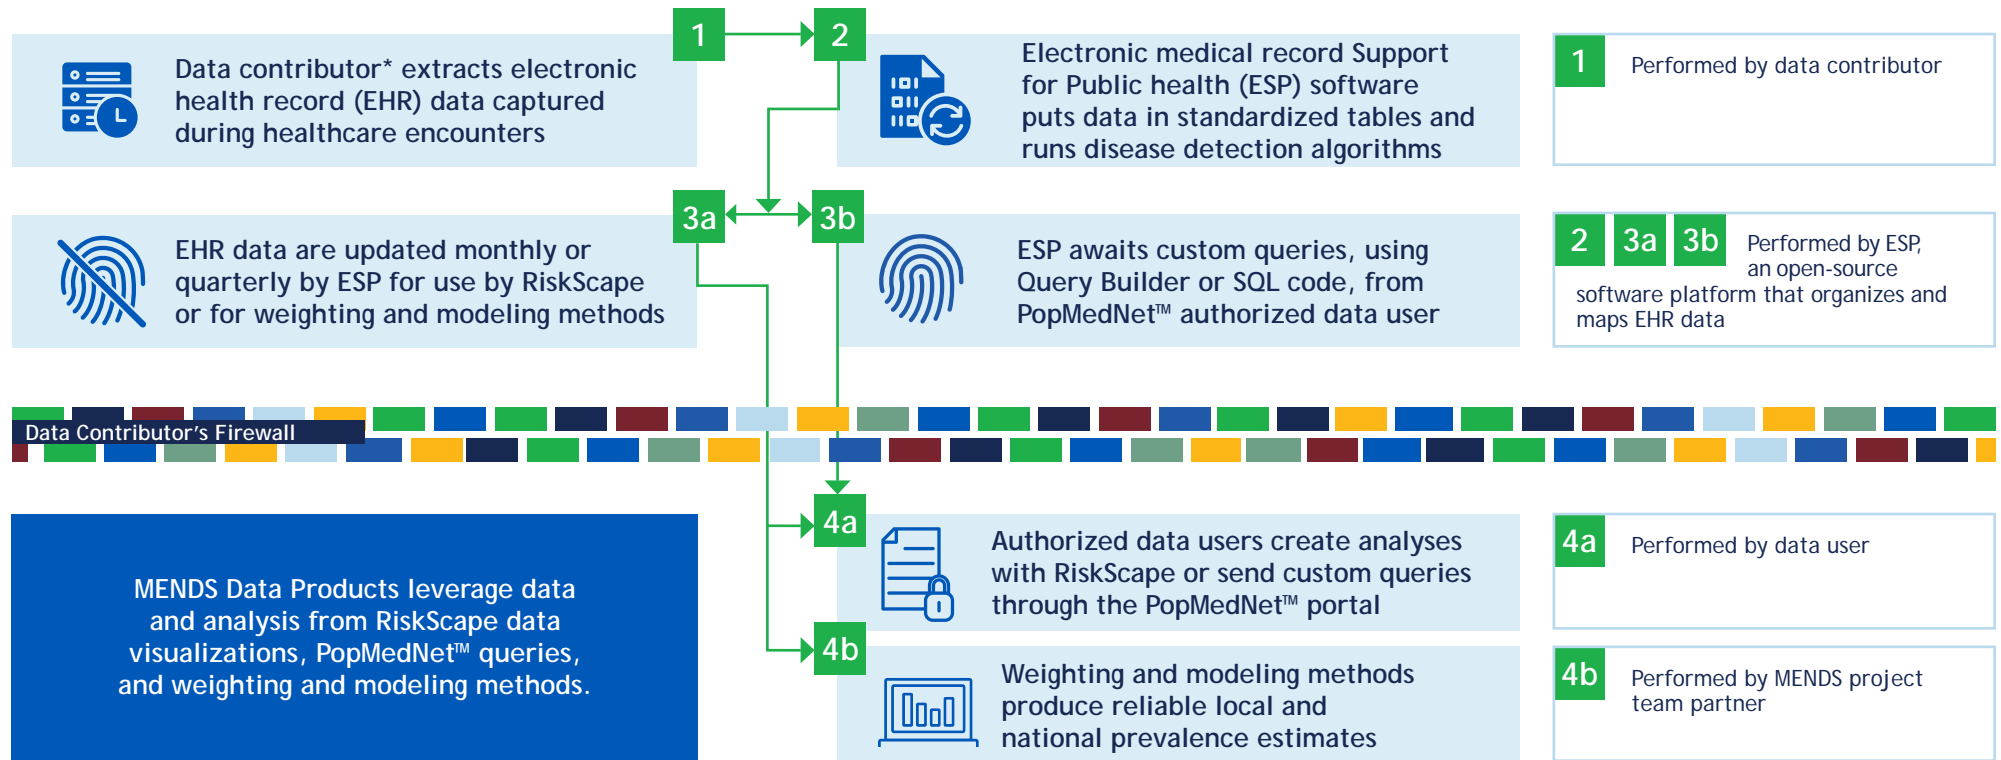 1
2
Data contributor* extracts electronic
health record (EHR) data captured
during healthcare encounters
Electronic medical record Support
for Public health (ESP) software
puts data in standardized tables and
runs disease detection algorithms
1
Performed by data contributor
3a
3b
EHR data are updated monthly or
quarterly by ESP for use by RiskScape
or for weighting and modeling methods
ESP awaits custom queries, using
Query Builder or SQL code, from
PopMedNet™ authorized data user
2 3a 3b
Performed by ESP,
an open-source
software platform that organizes and
maps EHR data
Data Contributor's Firewall
MENDS Data Products leverage data
and analysis from RiskScape data
visualizations, PopMedNet™ queries,
and weighting and modeling methods.
4a
Authorized data users create analyses
with RiskScape or send custom queries
through the PopMedNet™ portal
4a
Performed by data user
4b
Weighting and modeling methods
produce reliable local and
national prevalence estimates
4b
Performed by MENDS project
team partner